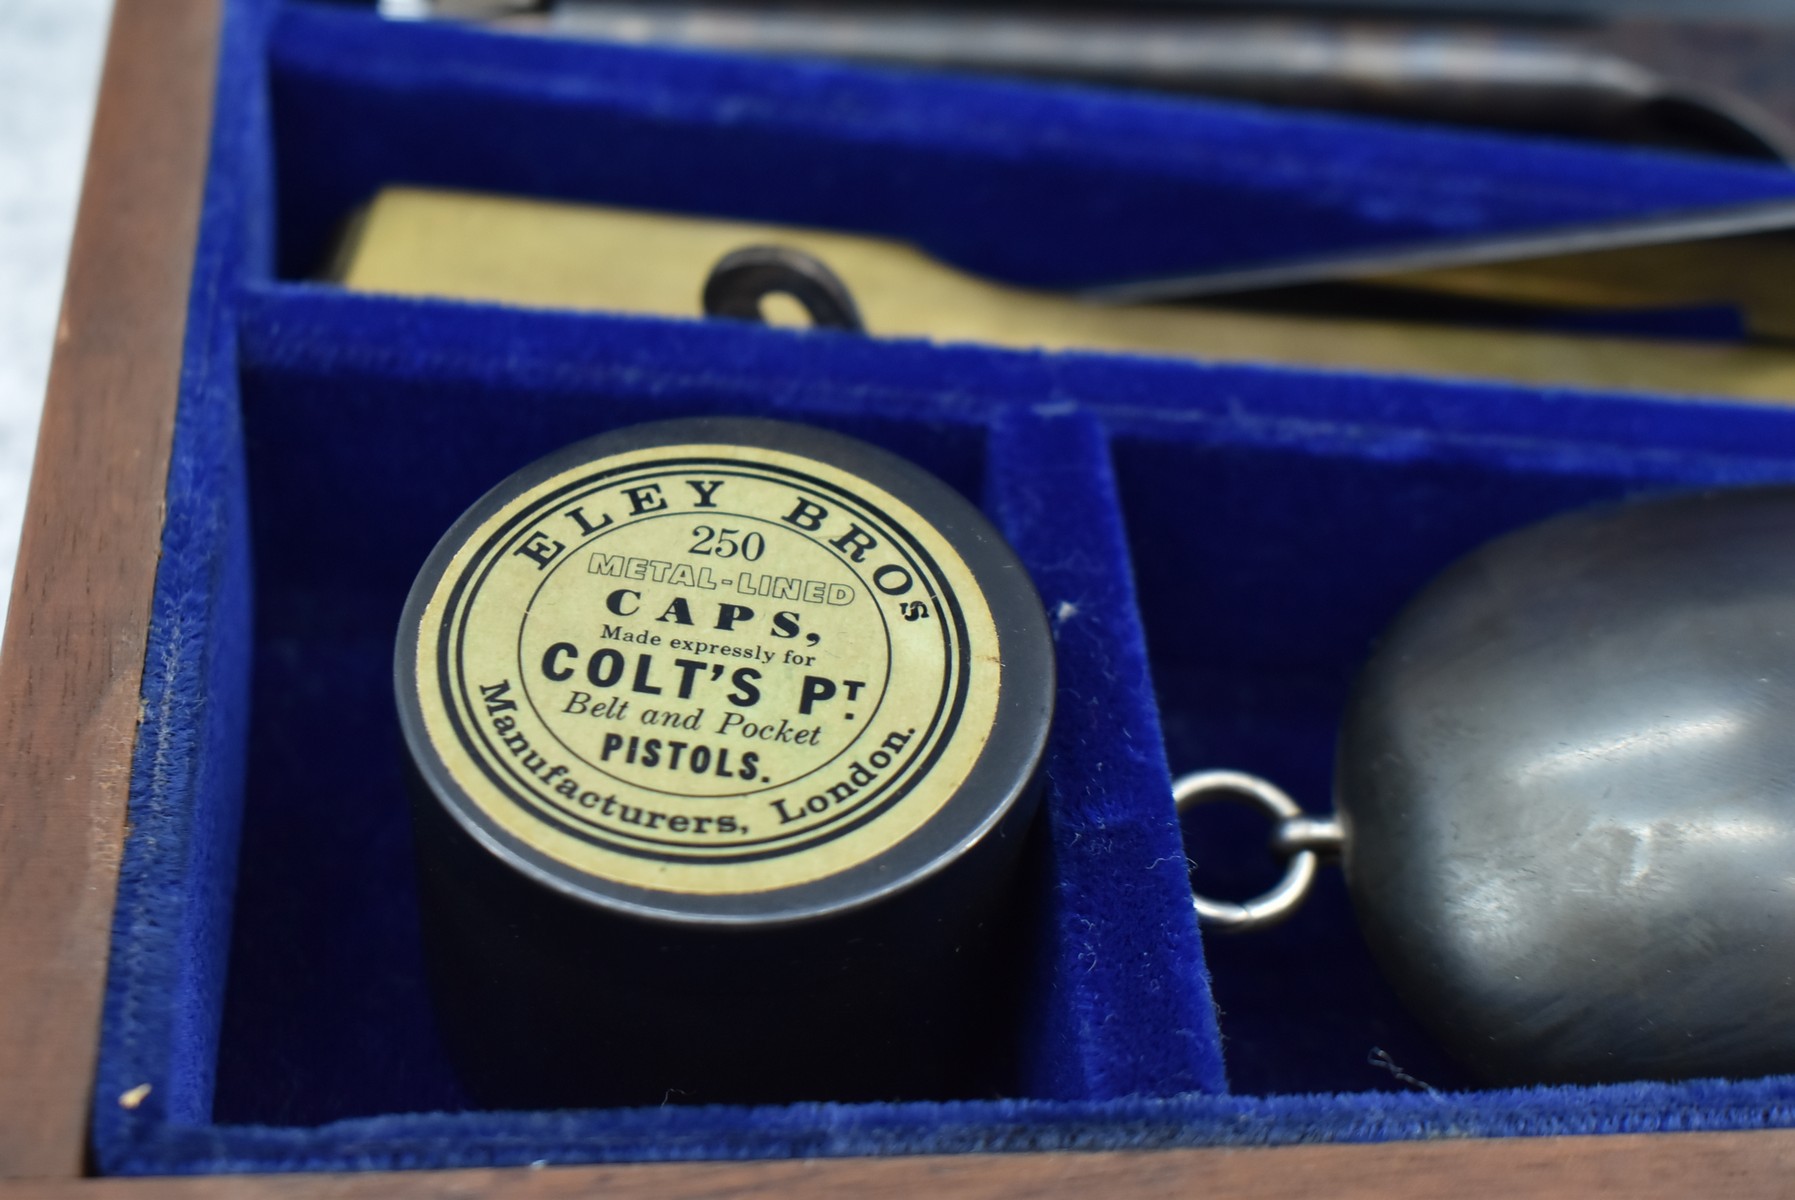 ELEY BROS
250
METAL-LINED
CAPS,
Made expressly for
COLT'S PT.
Belt and Pocket
PISTOLS.
Manufacturers, London.